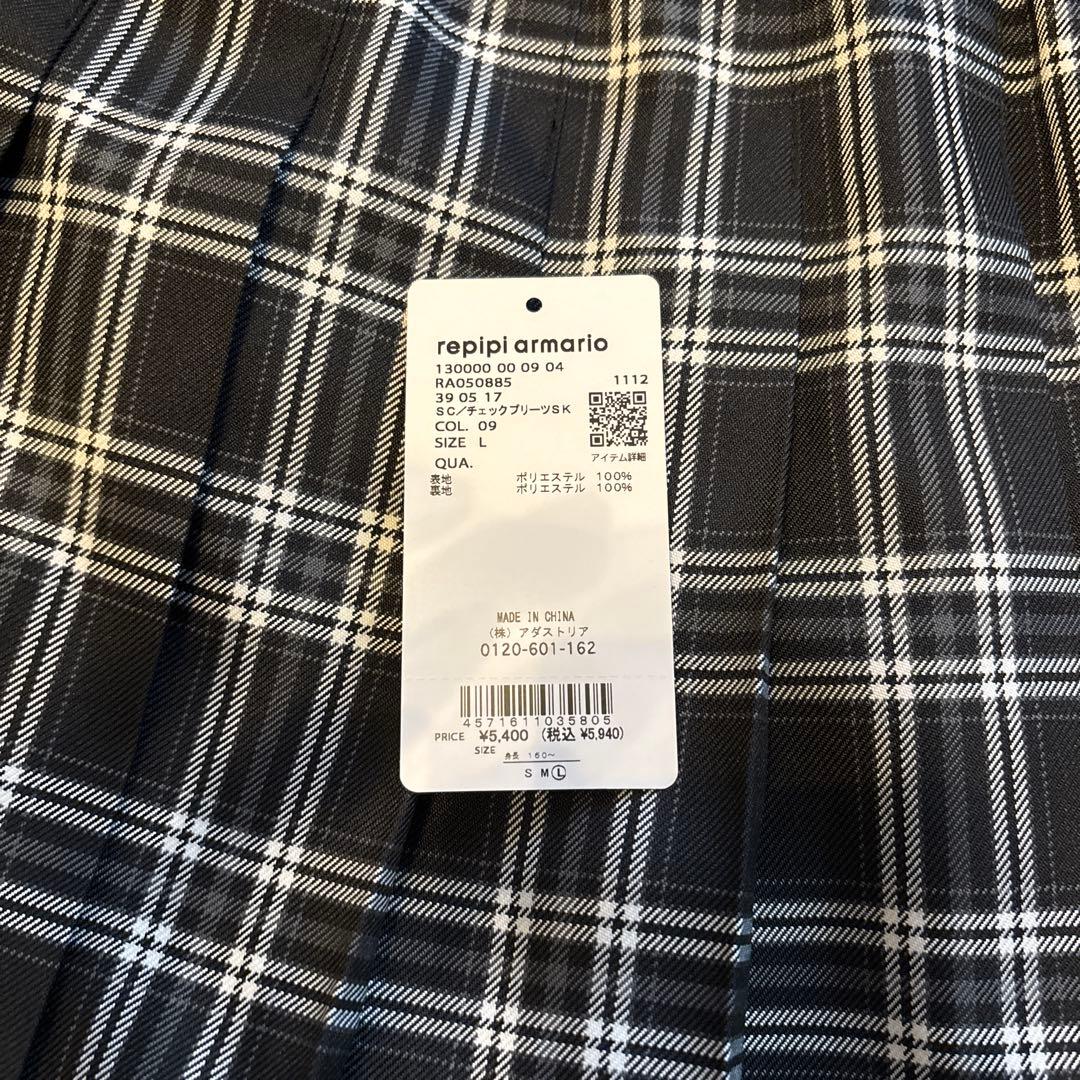 repipi armario
130000 00 09 04
RA050885 1112
39 05 17
SC/チェックプリーツSK
COL. 09
SIZE L
アイテム詳細
QUA.
表地 ポリエステル 100%
裏地 ポリエステル 100%
MADE IN CHINA
(株) アダストリア
0120-601-162
4571611035805
PRICE ¥5,400 (税込 ¥5,940)
SIZE 身長 160~
S M L